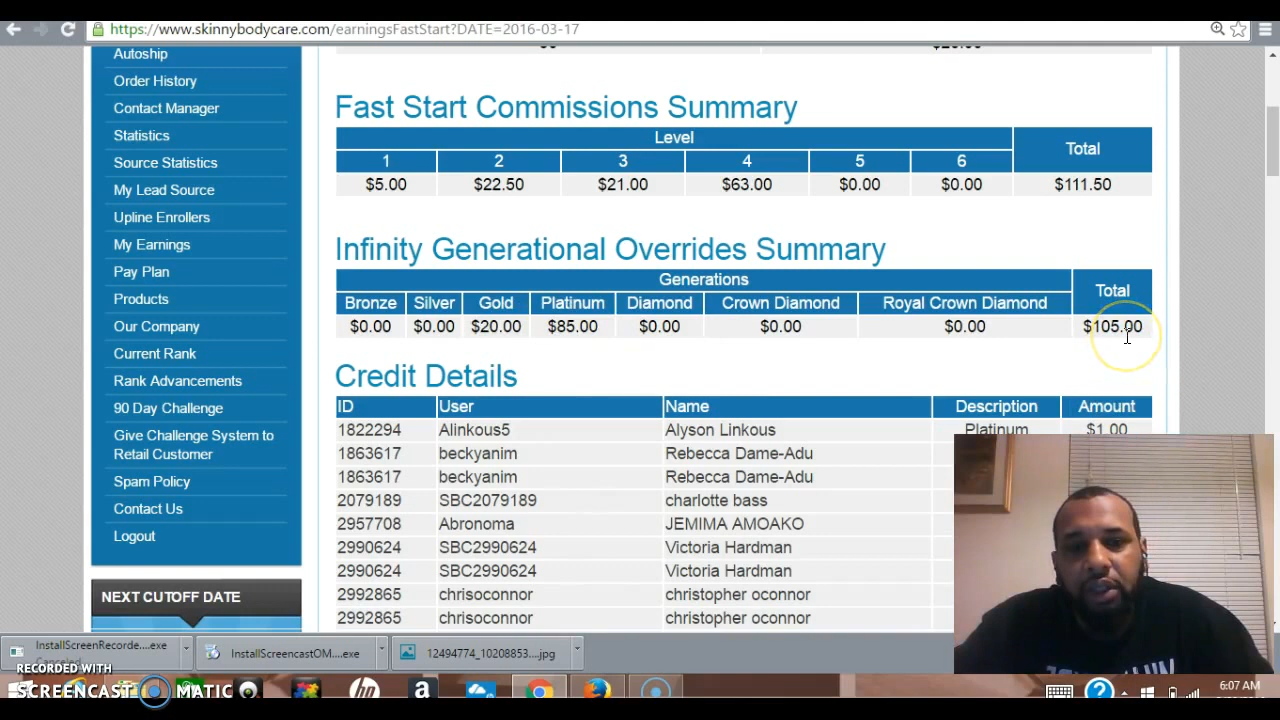 https://www.skinnybodycare.com/earningsFastStart?DATE=2016-03-17
Autoship
Order History
Contact Manager
Statistics
Source Statistics
My Lead Source
Upline Enrollers
My Earnings
Pay Plan
Products
Our Company
Current Rank
Rank Advancements
90 Day Challenge
Give Challenge System to
Retail Customer
Spam Policy
Contact Us
Logout
NEXT CUTOFF DATE
Fast Start Commissions Summary
Level Total
1 2 3 4 5 6
$5.00 $22.50 $21.00 $63.00 $0.00 $0.00 $111.50
Infinity Generational Overrides Summary
Generations Total
Bronze Silver Gold Platinum Diamond Crown Diamond Royal Crown Diamond
$0.00 $0.00 $20.00 $85.00 $0.00 $0.00 $0.00 $105.00
Credit Details
ID User Name Description Amount
1822294 Alinkous5 Alyson Linkous Platinum $1.00
1863617 beckyanim Rebecca Dame-Adu
1863617 beckyanim Rebecca Dame-Adu
2079189 SBC2079189 charlotte bass
2957708 Abronoma JEMIMA AMOAKO
2990624 SBC2990624 Victoria Hardman
2990624 SBC2990624 Victoria Hardman
2992865 chrisoconnor christopher oconnor
2992865 chrisoconnor christopher oconnor
InstallScreenRecorde....exe
Canceled
InstallScreencastOM....exe
12494774_10208853....jpg
RECORDED WITH
SCREENCAST MATIC
hp
a
6:07 AM